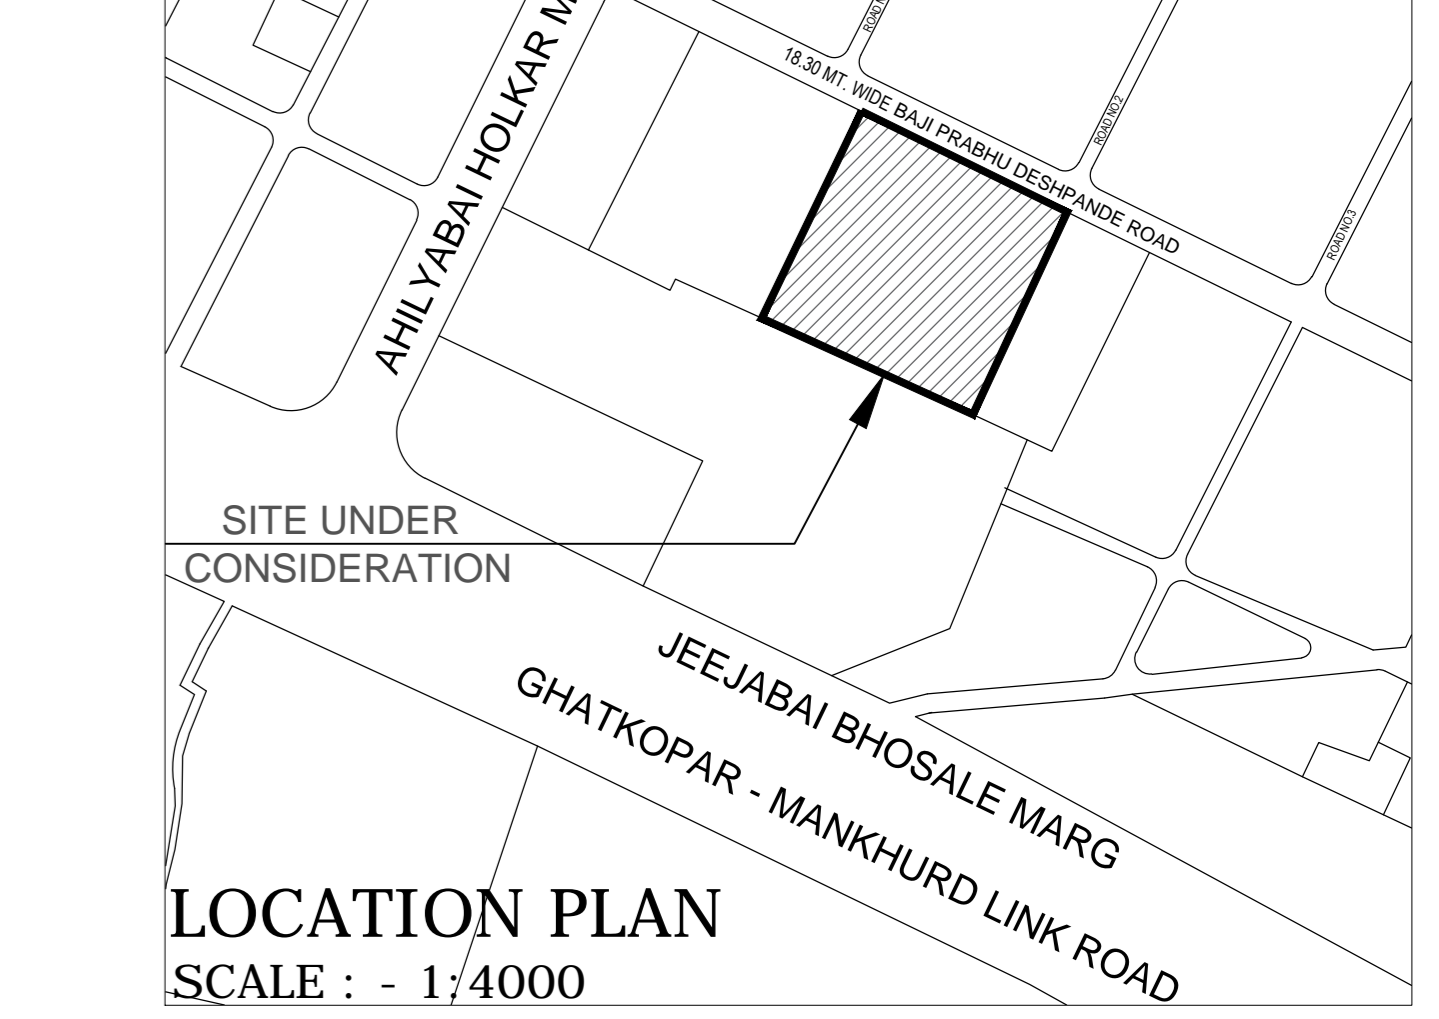 ROAD N
18.30 MT. WIDE BAJI PRABHU DESHPANDE ROAD
ROAD NO.2
ROAD NO.3
AHILYABAI HOLKAR M
SITE UNDER
CONSIDERATION
JEEJABAI BHOSALE MARG
GHATKOPAR - MANKHURD LINK ROAD
LOCATION PLAN
SCALE : - 1:4000